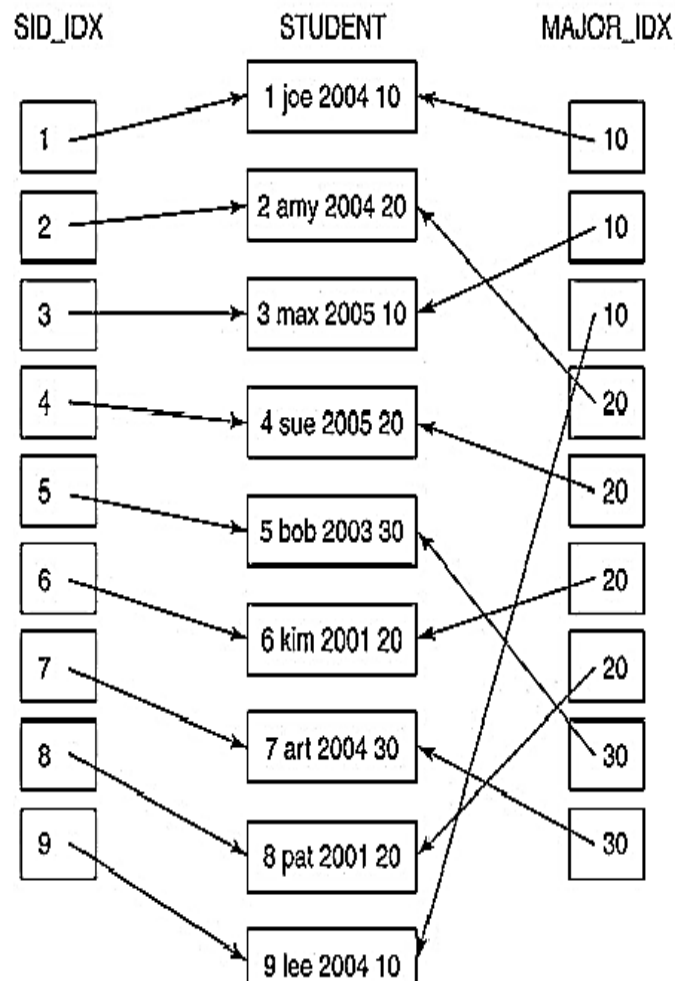 SID_IDX STUDENT MAJOR_IDX
1 1 joe 2004 10 10
2 2 amy 2004 20 10
3 3 max 2005 10 10
4 4 sue 2005 20 20
5 5 bob 2003 30 20
6 6 kim 2001 20 20
7 7 art 2004 30 20
8 8 pat 2001 20 30
9 9 lee 2004 10 30